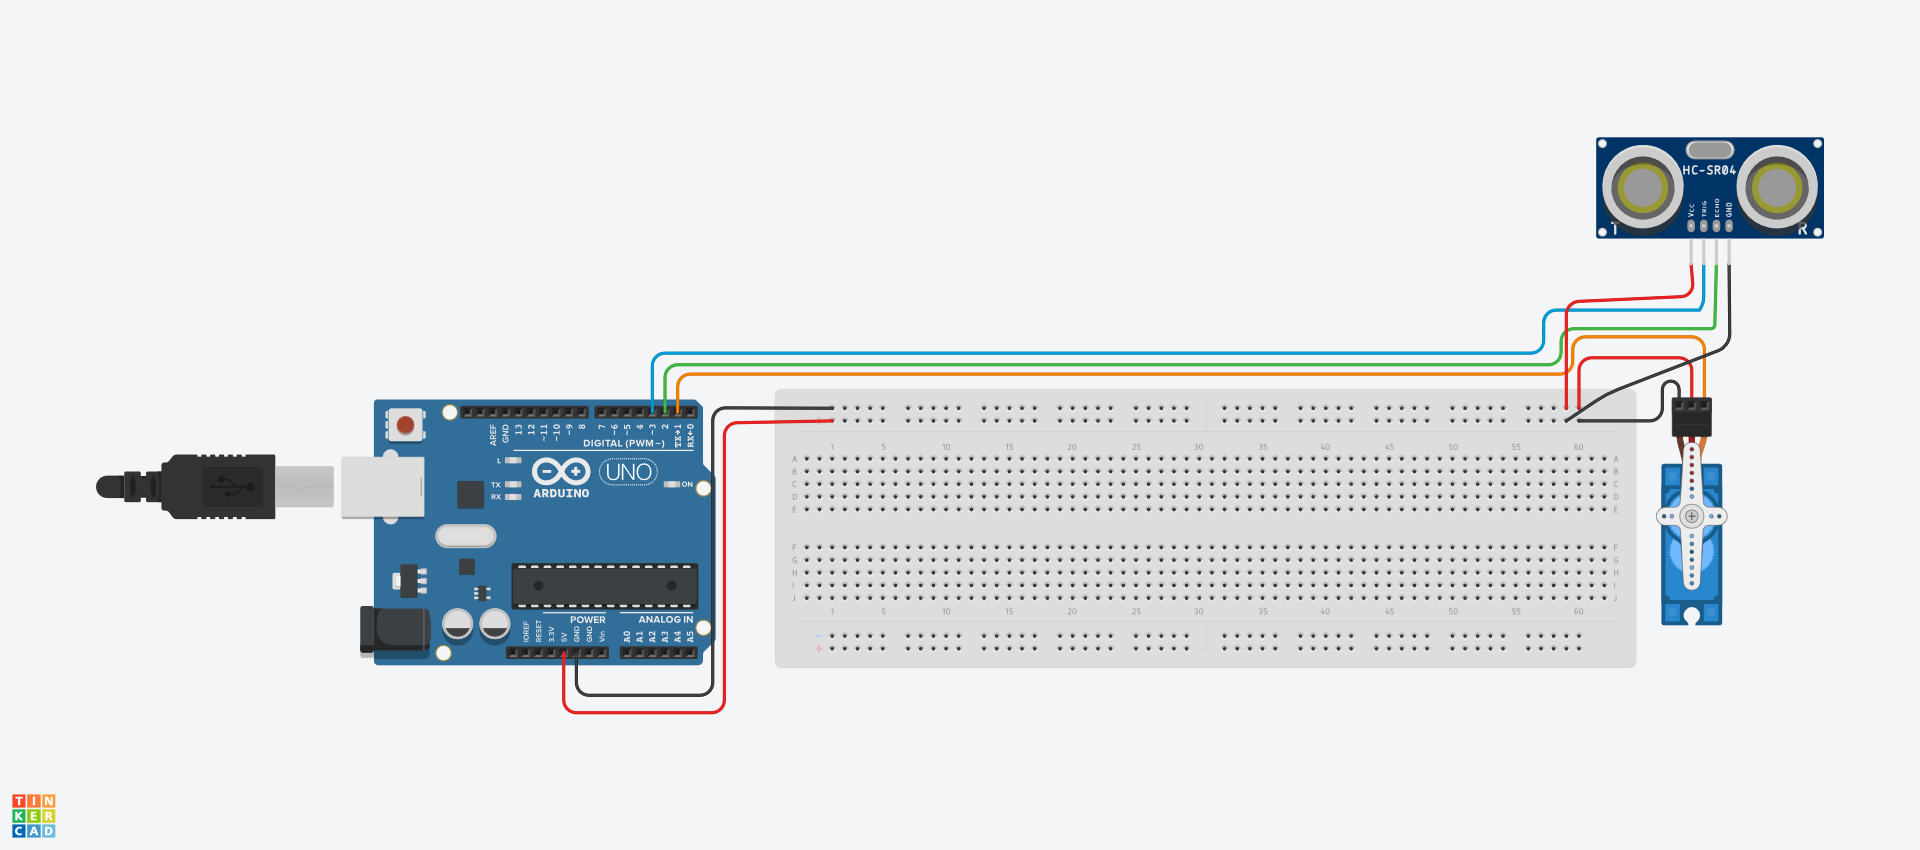 HC-SR04
VCC
TRIG
ECHO
GND
T
R
AREF
GND
13
12
~11
~10
~9
8
7
~6
~5
4
~3
2
TX→1
RX←0
DIGITAL (PWM~)
L
TX
RX
ARDUINO
UNO
ON
POWER
ANALOG IN
IOREF
RESET
3.3V
5V
GND
GND
Vin
A0
A1
A2
A3
A4
A5
1 5 10 15 20 25 30 35 40 45 50 55 60
A A
B B
C C
D D
E E
F F
G G
H H
I I
J J
1 5 10 15 20 25 30 35 40 45 50 55 60
−
+
TIN
KER
CAD